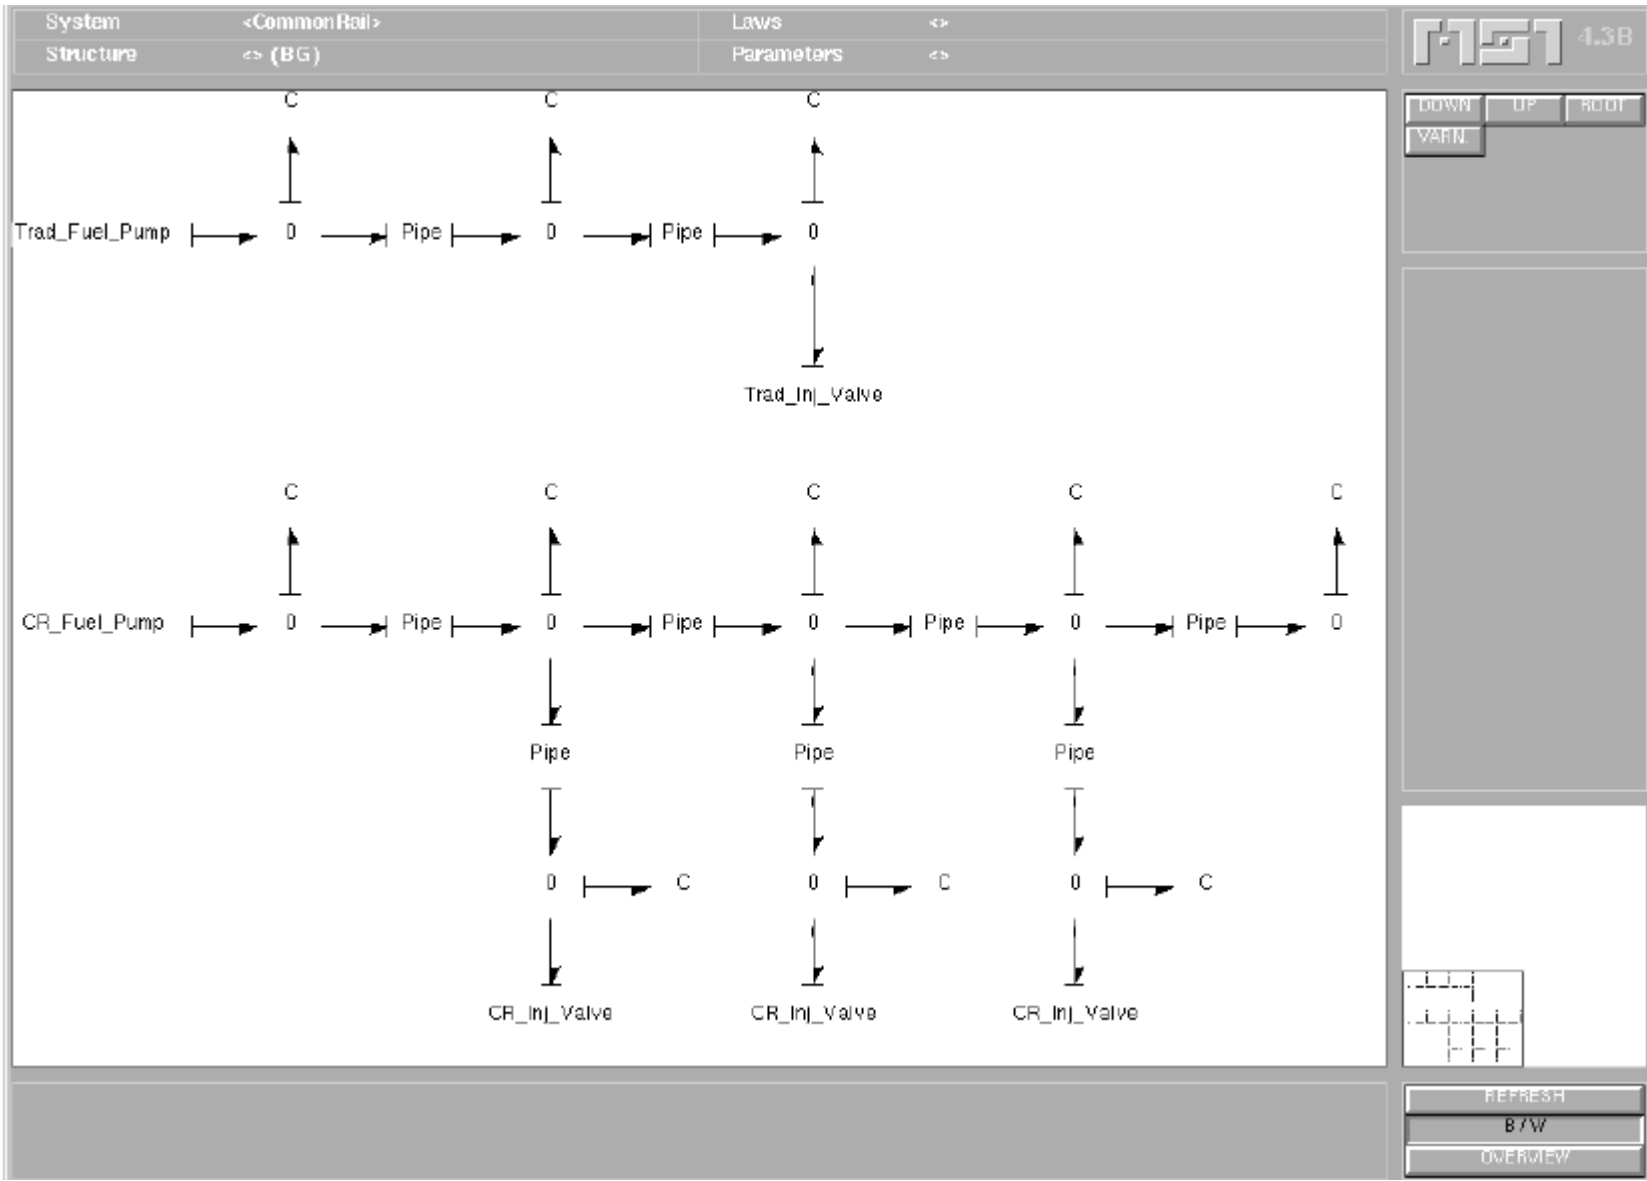 System <CommonRail> Laws <>
Structure <> (BG) Parameters <>
MS1 4.3B
DOWN UP ROOT
VARN.
C C C
Trad_Fuel_Pump 0 Pipe 0 Pipe 0
Trad_Inj_Valve
C C C C C
CR_Fuel_Pump 0 Pipe 0 Pipe 0 Pipe 0 Pipe 0
Pipe Pipe Pipe
0 C 0 C 0 C
CR_Inj_Valve CR_Inj_Valve CR_Inj_Valve
REFRESH
B / W
OVERVIEW